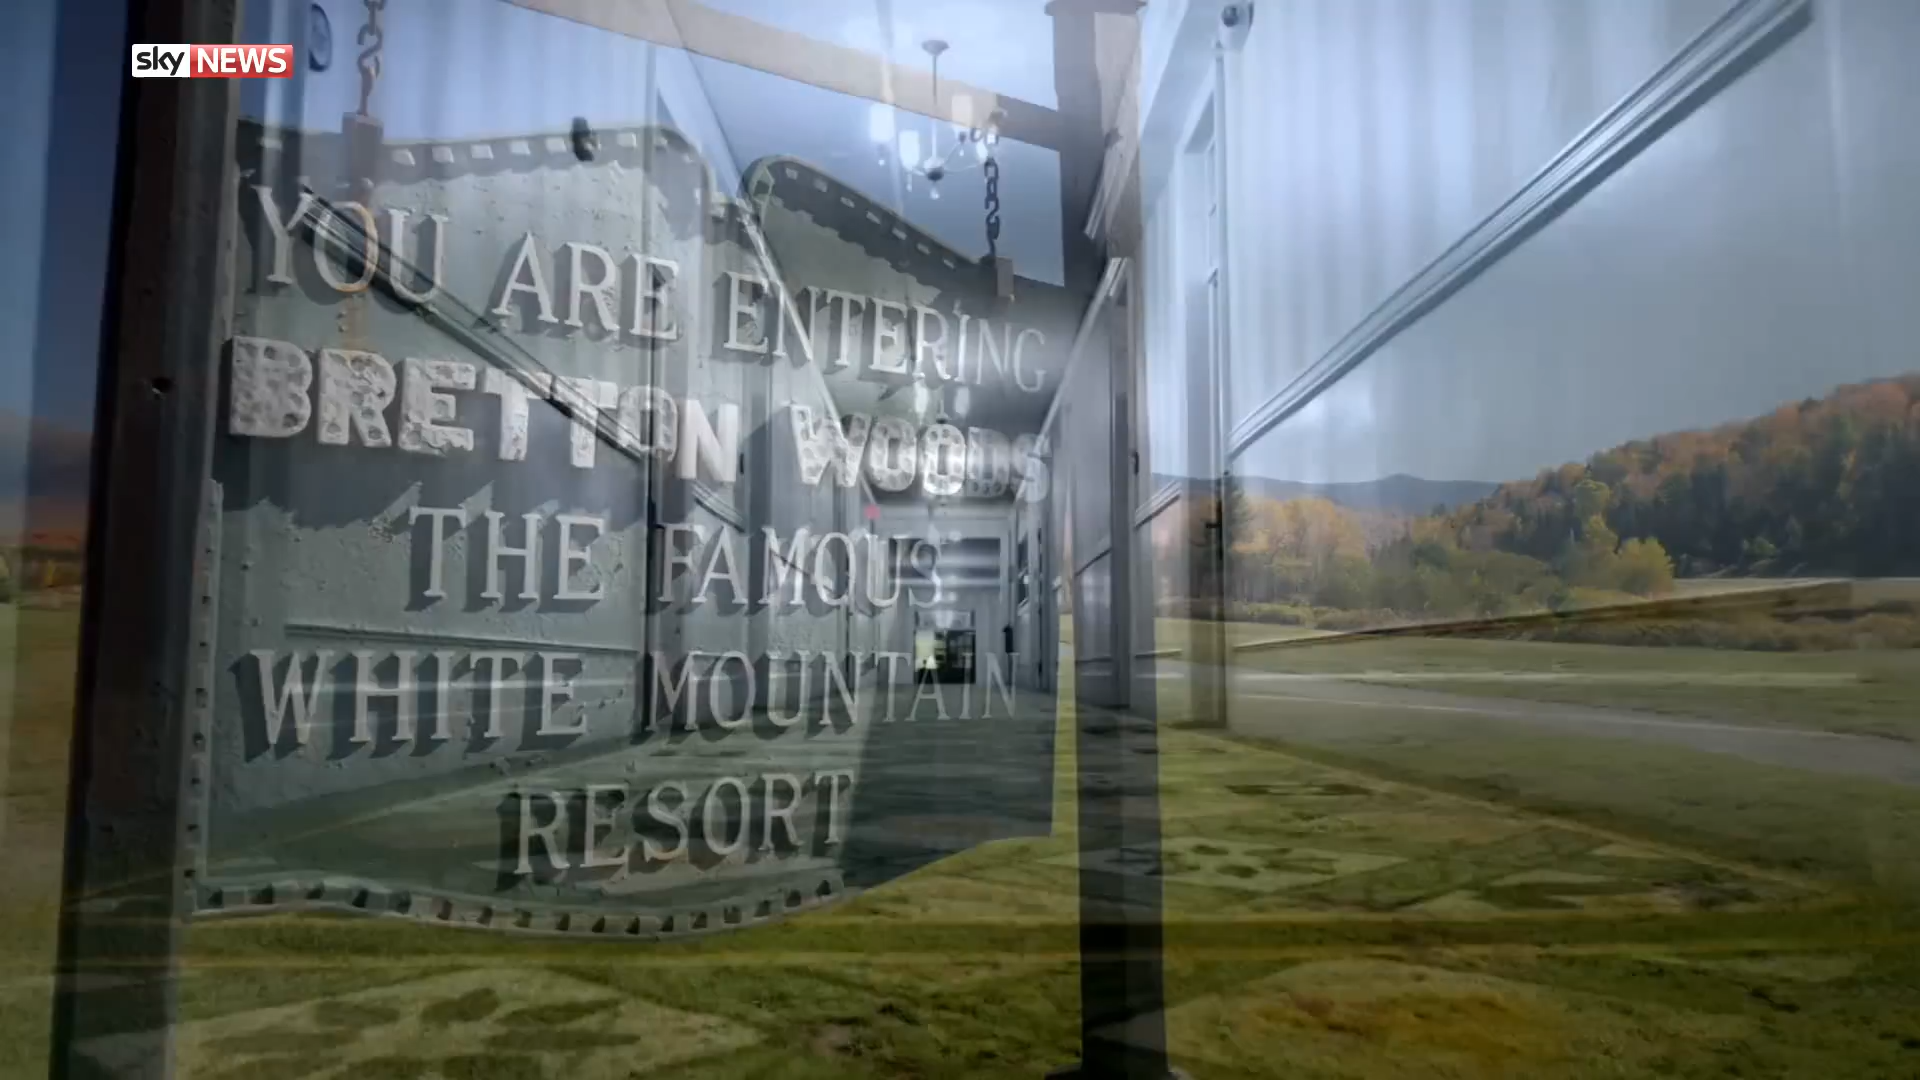 sky NEWS
YOU ARE ENTERING
BRETTON WOODS
THE FAMOUS
WHITE MOUNTAIN
RESORT